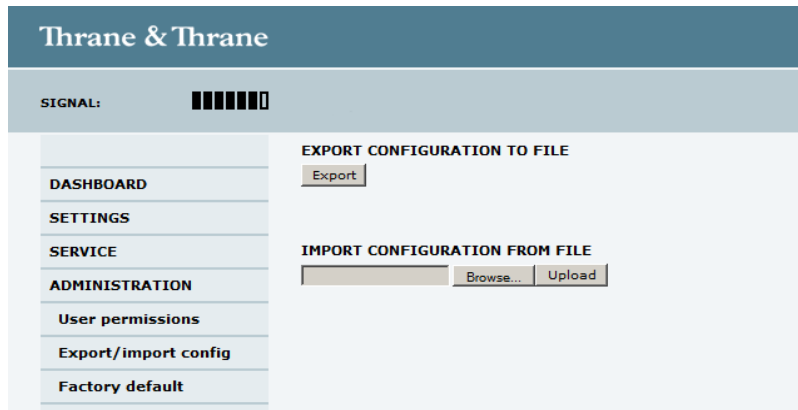 Thrane & Thrane
SIGNAL:
DASHBOARD
SETTINGS
SERVICE
ADMINISTRATION
User permissions
Export/import config
Factory default
EXPORT CONFIGURATION TO FILE
Export
IMPORT CONFIGURATION FROM FILE
Browse... Upload